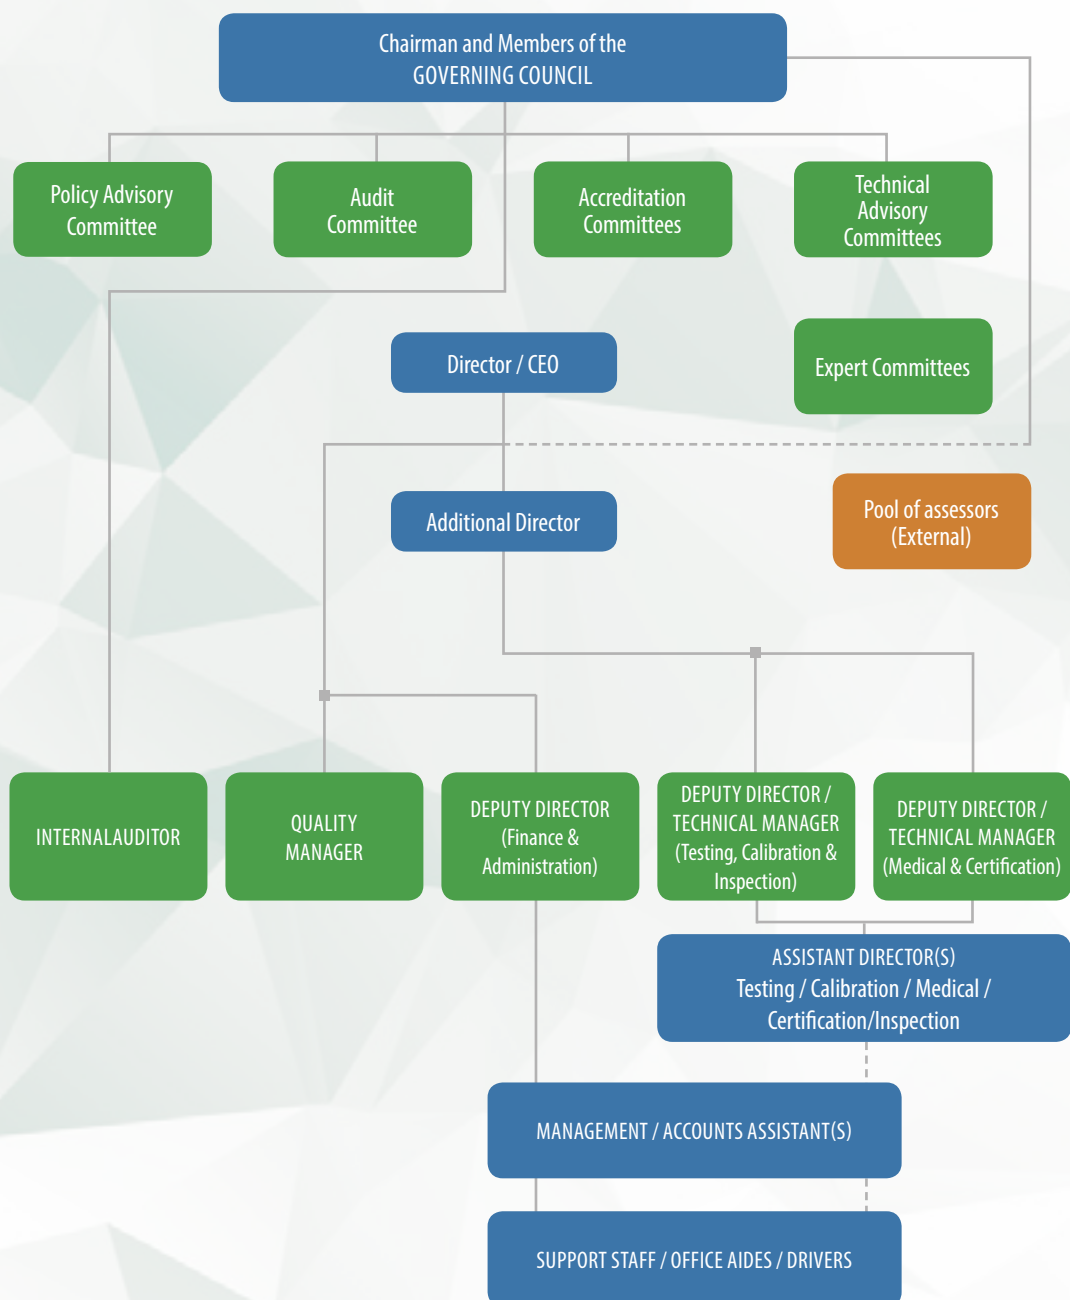 Chairman and Members of the
GOVERNING COUNCIL
Policy Advisory
Committee
Audit
Committee
Accreditation
Committees
Technical
Advisory
Committees
Director / CEO
Expert Committees
Additional Director
Pool of assessors
(External)
INTERNALAUDITOR
QUALITY
MANAGER
DEPUTY DIRECTOR
(Finance &
Administration)
DEPUTY DIRECTOR /
TECHNICAL MANAGER
(Testing, Calibration &
Inspection)
DEPUTY DIRECTOR /
TECHNICAL MANAGER
(Medical & Certification)
ASSISTANT DIRECTOR(S)
Testing / Calibration / Medical /
Certification/Inspection
MANAGEMENT / ACCOUNTS ASSISTANT(S)
SUPPORT STAFF / OFFICE AIDES / DRIVERS